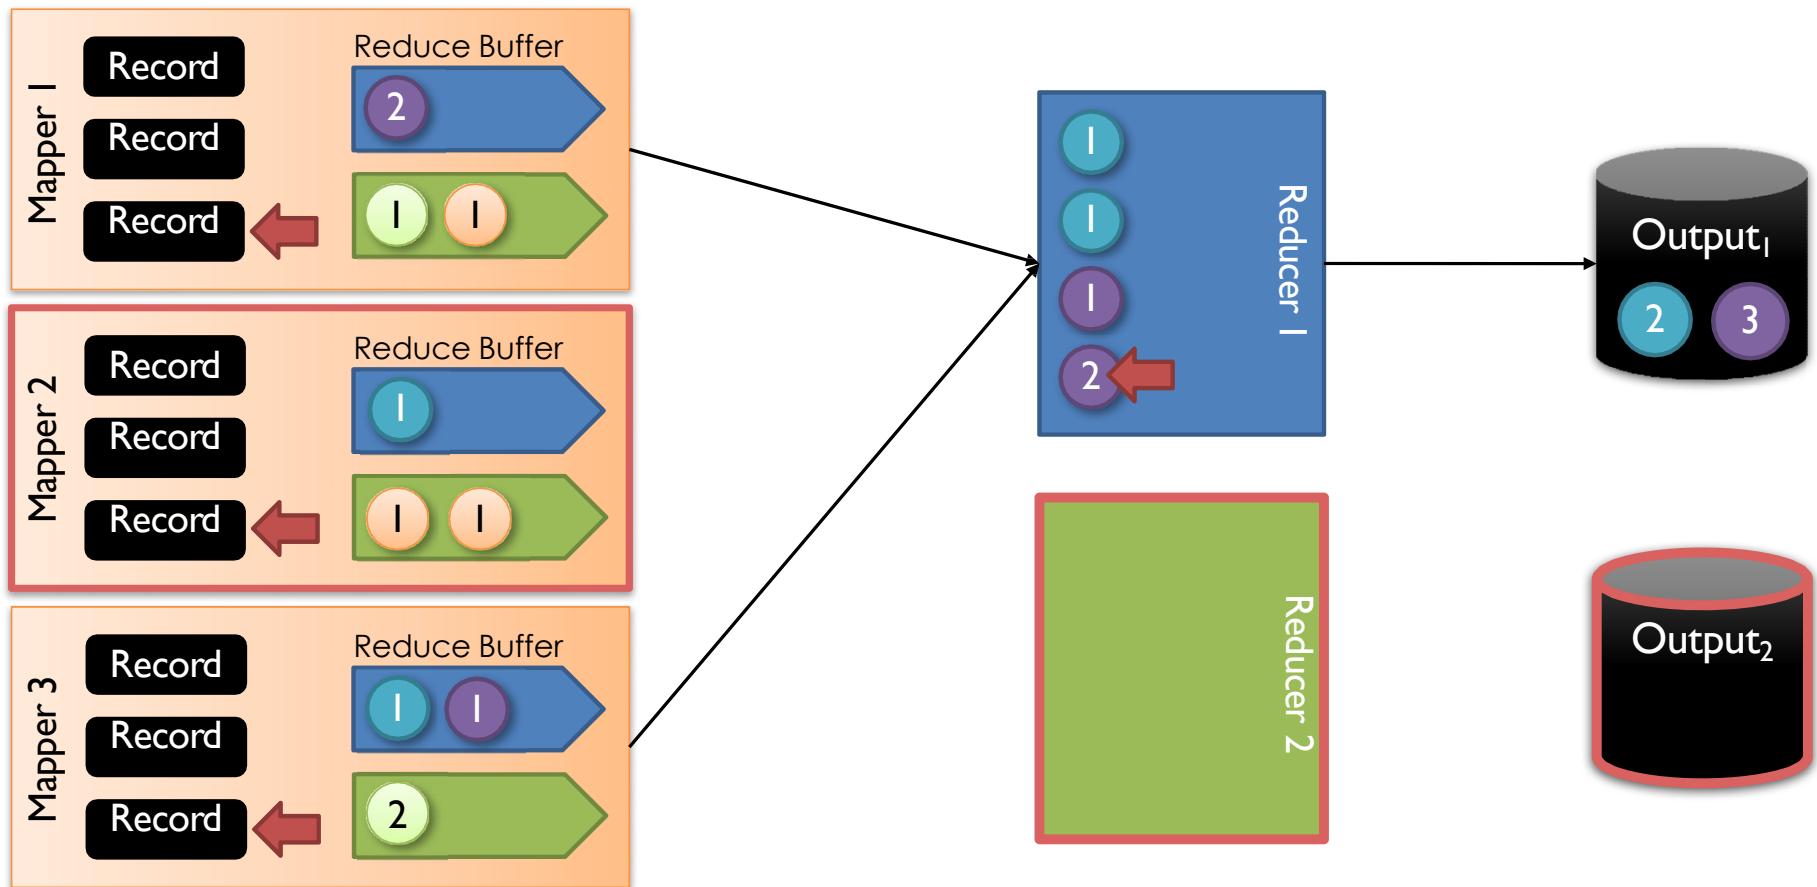 Mapper 1
Record
Record
Record
Reduce Buffer
2
1 1
Mapper 2
Record
Record
Record
Reduce Buffer
1
1 1
Mapper 3
Record
Record
Record
Reduce Buffer
1 1
2
Reducer 1
1
1
1
2
Reducer 2
Output1
2 3
Output2